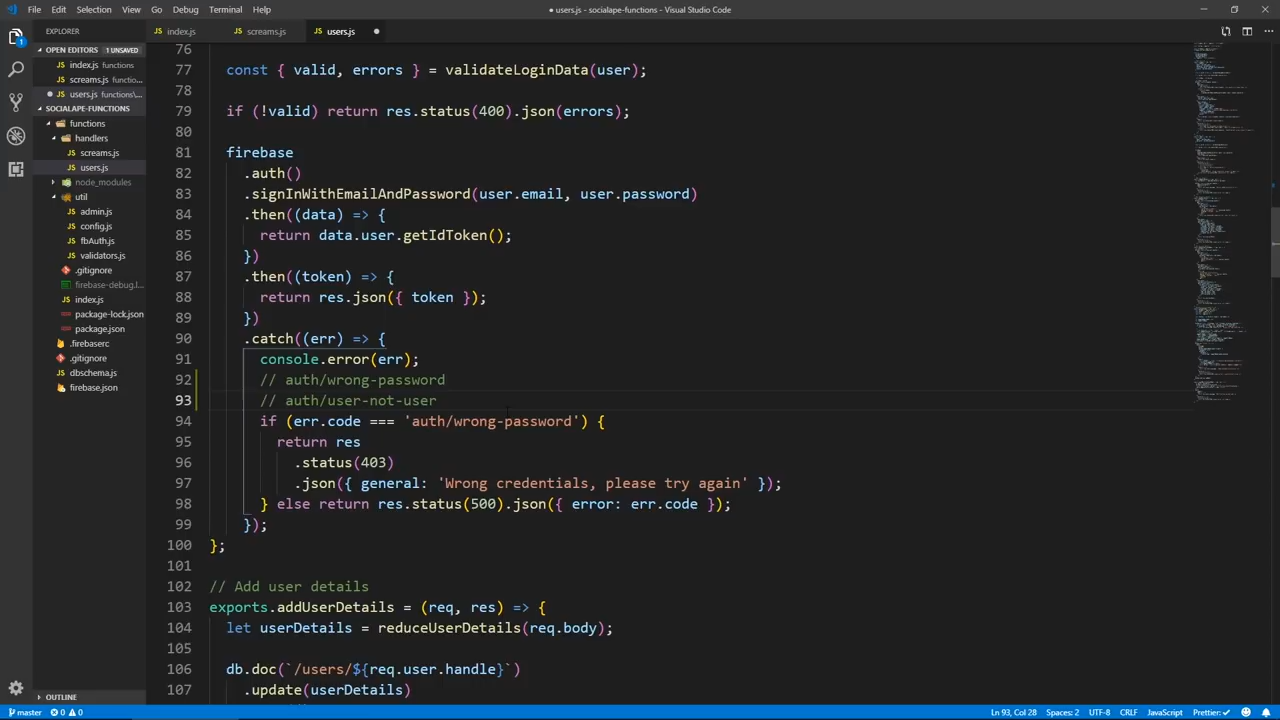 File Edit Selection View Go Debug Terminal Help
● users.js - socialape-functions - Visual Studio Code
EXPLORER
index.js
screams.js
users.js ●
OPEN EDITORS 1 UNSAVED
index.js functions
screams.js functio...
● users.js functions\...
SOCIALAPE-FUNCTIONS
functions
handlers
screams.js
users.js
node_modules
util
admin.js
config.js
fbAuth.js
validators.js
.gitignore
firebase-debug.l...
index.js
package-lock.json
package.json
.firebaserc
.gitignore
dbschema.js
firebase.json
OUTLINE
76
77 const { valid, errors } = validateLoginData(user);
78
79 if (!valid) return res.status(400).json(errors);
80
81 firebase
82 .auth()
83 .signInWithEmailAndPassword(user.email, user.password)
84 .then((data) => {
85 return data.user.getIdToken();
86 })
87 .then((token) => {
88 return res.json({ token });
89 })
90 .catch((err) => {
91 console.error(err);
92 // auth/wrong-password
93 // auth/user-not-user
94 if (err.code === 'auth/wrong-password') {
95 return res
96 .status(403)
97 .json({ general: 'Wrong credentials, please try again' });
98 } else return res.status(500).json({ error: err.code });
99 });
100 };
101
102 // Add user details
103 exports.addUserDetails = (req, res) => {
104 let userDetails = reduceUserDetails(req.body);
105
106 db.doc(`/users/${req.user.handle}`)
107 .update(userDetails)
master 0 0 Ln 93, Col 28 Spaces: 2 UTF-8 CRLF JavaScript Prettier: ✓